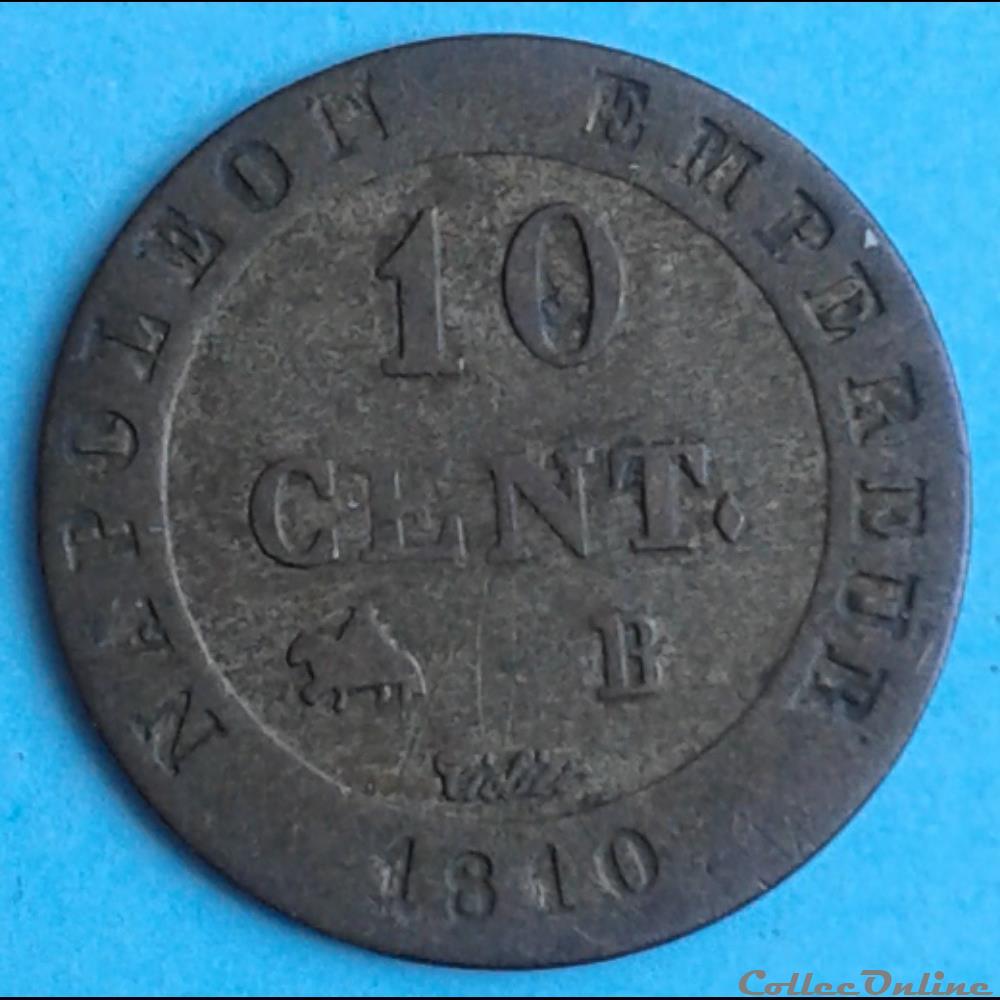 NAPOLEON EMPEREUR
10
CENT.
B
1810
CollecOnline